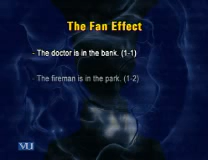 The Fan Effect
- The doctor is in the bank. (1-1)
- The fireman is in the park. (1-2)
VU